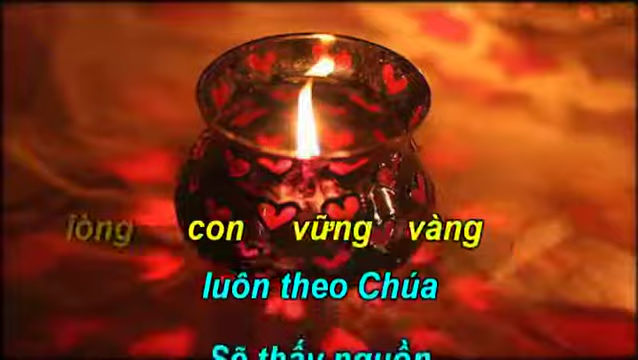 lòng con vững vàng
luôn theo Chúa
Sẽ thấy nguồn